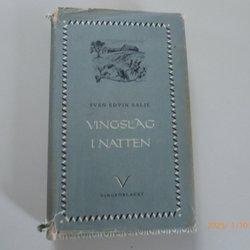 SVEN EDVIN SALJE
VINGSLAG
I NATTEN
V
VINGFÖRLAGET